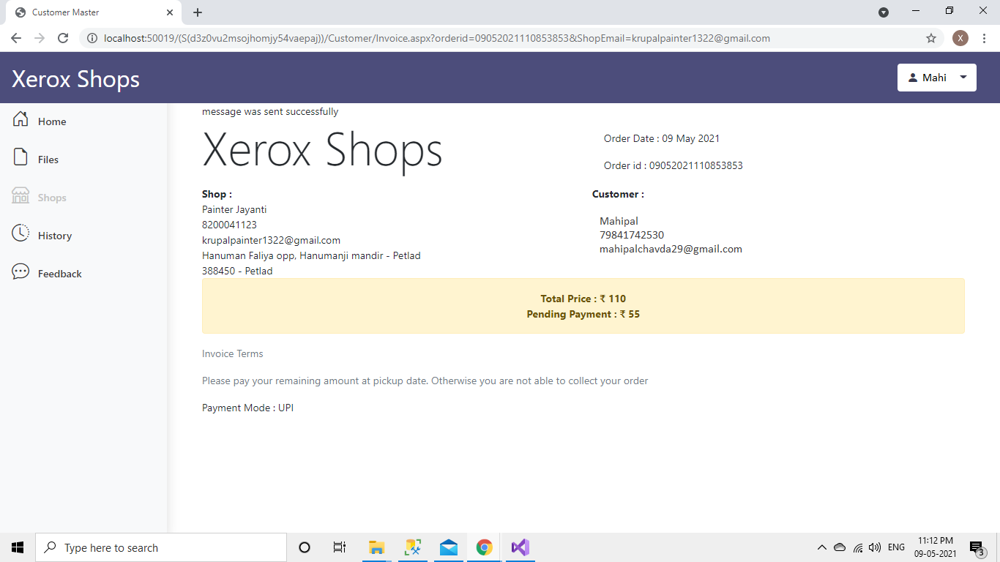 Customer Master
localhost:50019/(S(d3z0vu2msojhomjy54vaepaj))/Customer/Invoice.aspx?orderid=09052021110853853&ShopEmail=krupalpainter1322@gmail.com
X
Xerox Shops
Mahi
Home
Files
Shops
History
Feedback
message was sent successfully
Xerox Shops
Order Date : 09 May 2021
Order id : 09052021110853853
Shop :
Painter Jayanti
8200041123
krupalpainter1322@gmail.com
Hanuman Faliya opp, Hanumanji mandir - Petlad
388450 - Petlad
Customer :
Mahipal
79841742530
mahipalchavda29@gmail.com
Total Price : ₹ 110
Pending Payment : ₹ 55
Invoice Terms
Please pay your remaining amount at pickup date. Otherwise you are not able to collect your order
Payment Mode : UPI
Type here to search
ENG
11:12 PM
09-05-2021
3